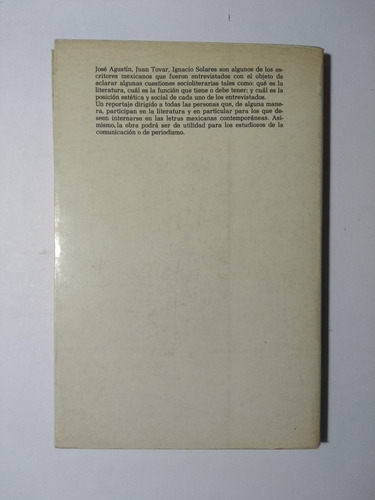 José Agustín, Juan Tovar, Ignacio Solares son algunos de los es-
critores mexicanos que fueron entrevistados con el objeto de
aclarar algunas cuestiones socioliterarias tales como: qué es la
literatura, cuál es la función que tiene o debe tener; y cuál es la
posición estética y social de cada uno de los entrevistados.
Un reportaje dirigido a todas las personas que, de alguna mane-
ra, participan en la literatura y en particular para los que de-
seen internarse en las letras mexicanas contemporáneas. Asi-
mismo, la obra podrá ser de utilidad para los estudiosos de la
comunicación o de periodismo.